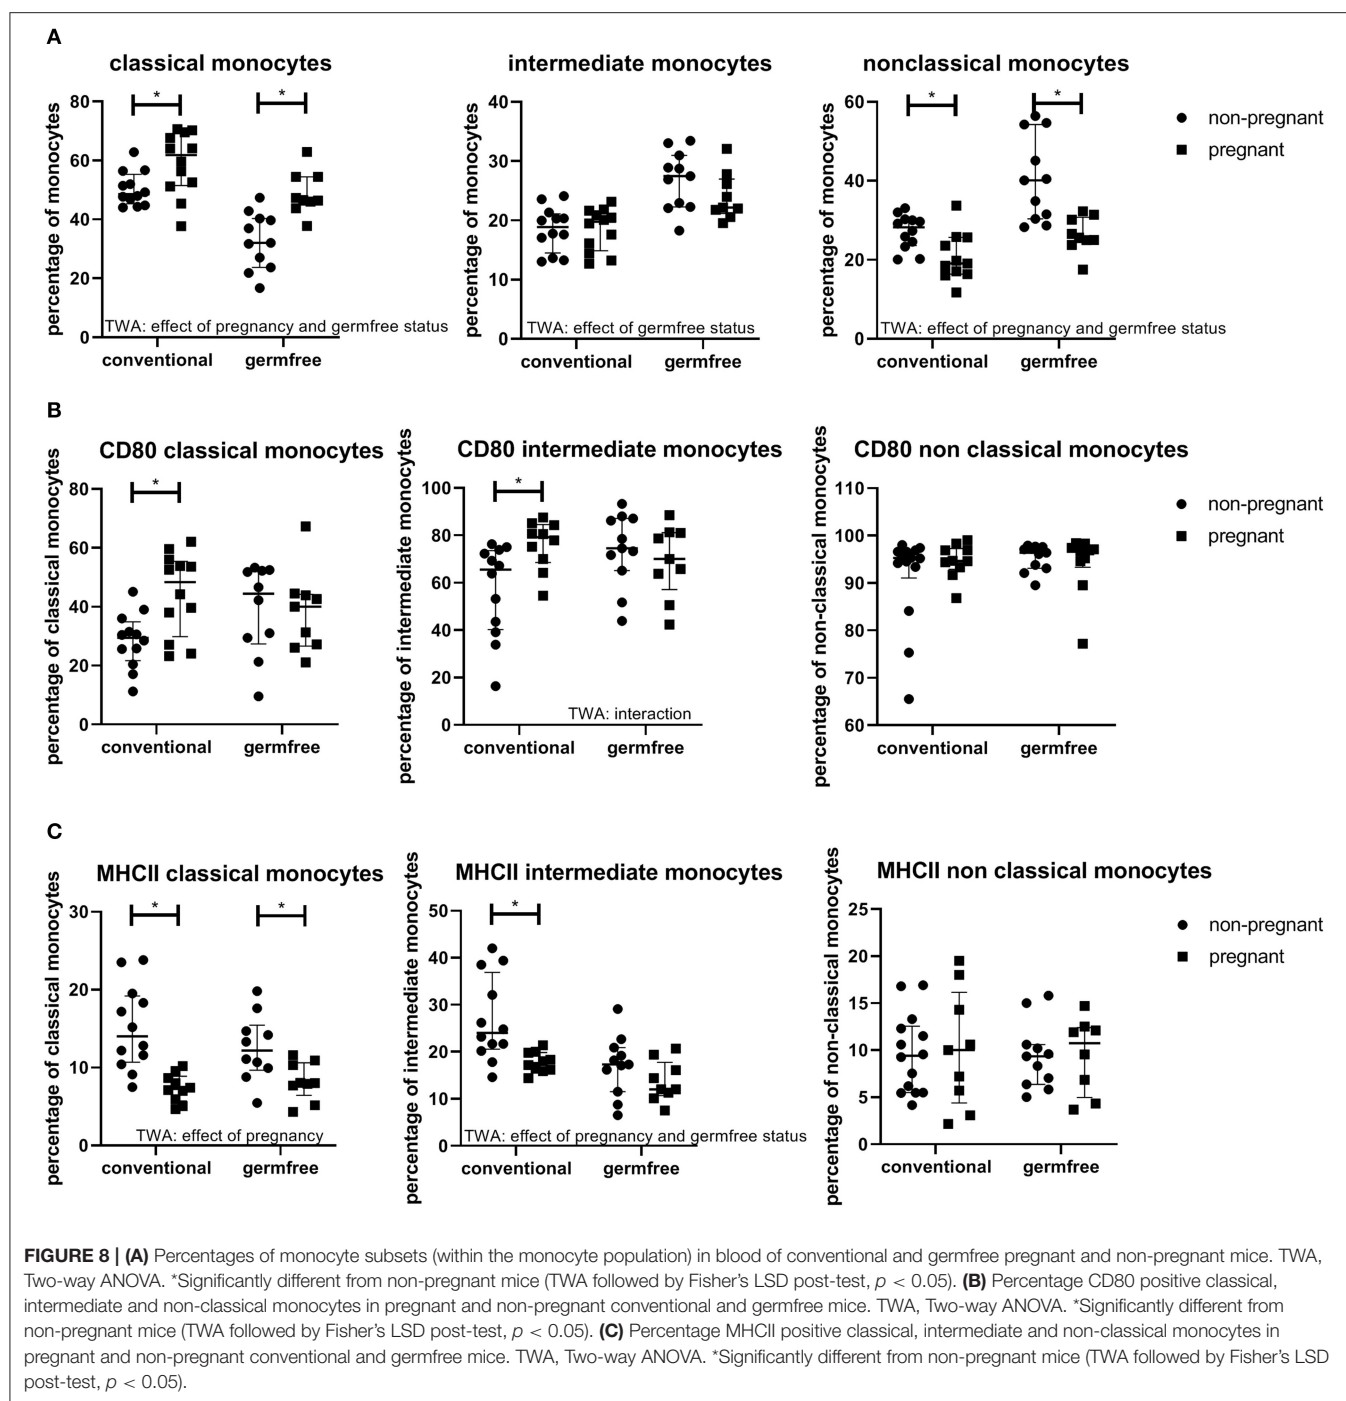 A
classical monocytes
percentage of monocytes
80
60
40
20
0
*
*
TWA: effect of pregnancy and germfree status
conventional
germfree
intermediate monocytes
percentage of monocytes
40
30
20
10
0
TWA: effect of germfree status
conventional
germfree
nonclassical monocytes
percentage of monocytes
60
40
20
0
*
*
TWA: effect of pregnancy and germfree status
conventional
germfree
non-pregnant
pregnant
B
CD80 classical monocytes
percentage of classical monocytes
80
60
40
20
0
*
conventional
germfree
CD80 intermediate monocytes
percentage of intermediate monocytes
100
80
60
40
20
0
*
TWA: interaction
conventional
germfree
CD80 non classical monocytes
percentage of non-classical monocytes
110
100
90
80
70
60
conventional
germfree
non-pregnant
pregnant
C
MHCII classical monocytes
percentage of classical monocytes
30
20
10
0
*
*
TWA: effect of pregnancy
conventional
germfree
MHCII intermediate monocytes
percentage of intermediate monocytes
50
40
30
20
10
0
*
TWA: effect of pregnancy and germfree status
conventional
germfree
MHCII non classical monocytes
percentage of non-classical monocytes
25
20
15
10
5
0
conventional
germfree
non-pregnant
pregnant
FIGURE 8 | (A) Percentages of monocyte subsets (within the monocyte population) in blood of conventional and germfree pregnant and non-pregnant mice. TWA,
Two-way ANOVA. *Significantly different from non-pregnant mice (TWA followed by Fisher's LSD post-test, p < 0.05). (B) Percentage CD80 positive classical,
intermediate and non-classical monocytes in pregnant and non-pregnant conventional and germfree mice. TWA, Two-way ANOVA. *Significantly different from
non-pregnant mice (TWA followed by Fisher's LSD post-test, p < 0.05). (C) Percentage MHCII positive classical, intermediate and non-classical monocytes in
pregnant and non-pregnant conventional and germfree mice. TWA, Two-way ANOVA. *Significantly different from non-pregnant mice (TWA followed by Fisher's LSD
post-test, p < 0.05).